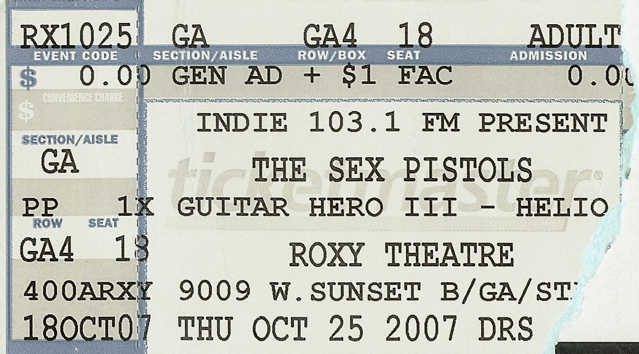 RX1025 GA GA4 18 ADULT
EVENT CODE SECTION/AISLE ROW/BOX SEAT ADMISSION
$ 0.00 GEN AD + $1 FAC 0.00
$ CONVENIENCE CHARGE
INDIE 103.1 FM PRESENT
SECTION/AISLE
GA THE SEX PISTOLS
ticketmaster
PP 1X GUITAR HERO III - HELIO
ROW SEAT
GA4 18 ROXY THEATRE
400ARXY 9009 W.SUNSET B/GA/ST
18OCT07 THU OCT 25 2007 DRS